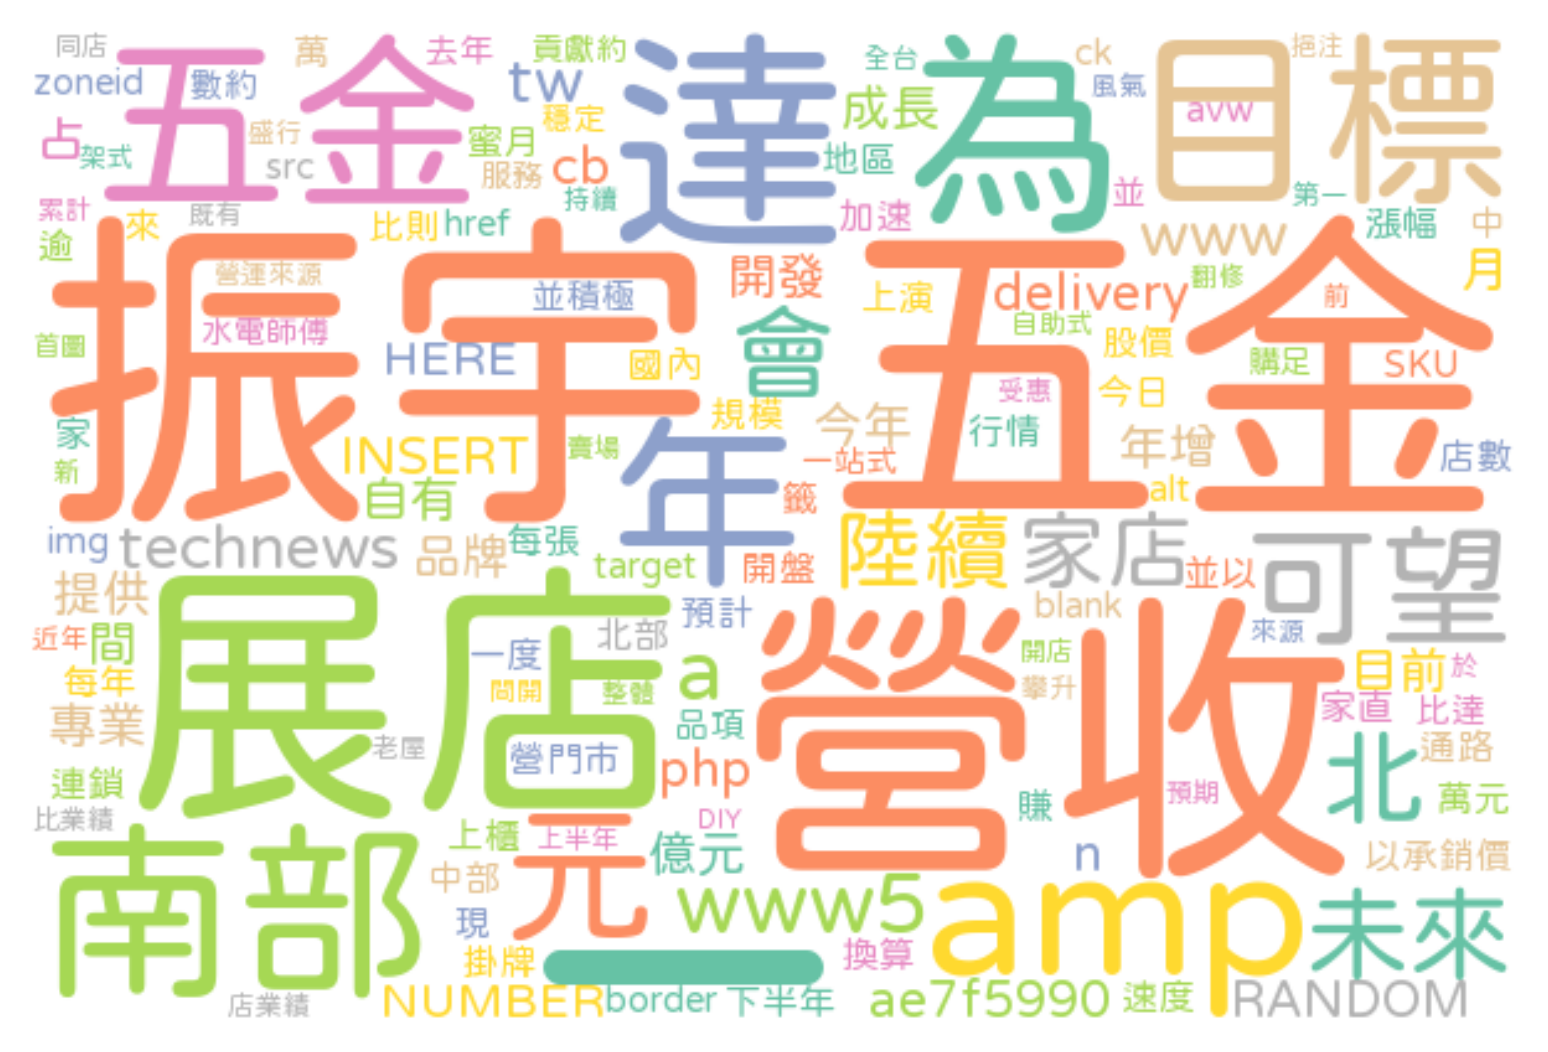 同店
五金
萬
去年
貢獻約
達
全台
為
ck
目標
挹注
zoneid
數約
tw
風氣
avw
成長
占
架式
盛行
src
蜜月
穩定
服務
cb
持續
地區
並
第一
累計
來
既有
比則
href
加速
www
漲幅
中
逾
月
振宇
五金
營運來源
並積極
開發
上演
delivery
翻修
前
首圈
水電師傅
HERE
國內
會
自助式
股價
購足
SKU
受惠
今日
家
新
INSERT
賣場
規模
今年
行情
年增
店數
自有
年
一站式
籤
alt
img
technews
品牌
每張
target
開盤
陸續
家店
並以
可望
提供
展店
預計
營收
blank
來源
近年
間
一度
北部
開店
目前
於
每年
間開
整體
a
攀升
家直
比達
專業
老屋
營門市
品項
通路
連鎖
php
賺
預期
北
萬元
比業績
上櫃
元
上半年
DIY
億元
n
以承銷價
南部
中部
www5
amp
未來
現
掛牌
一
換算
店業績
NUMBER
border
下半年
ae7f5990
速度
RANDOM